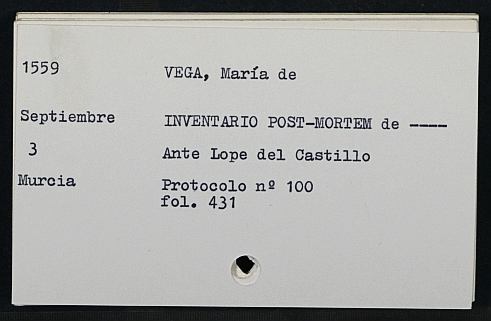 1559 VEGA, María de
Septiembre INVENTARIO POST-MORTEM de ----
3 Ante Lope del Castillo
Murcia Protocolo nº 100
fol. 431